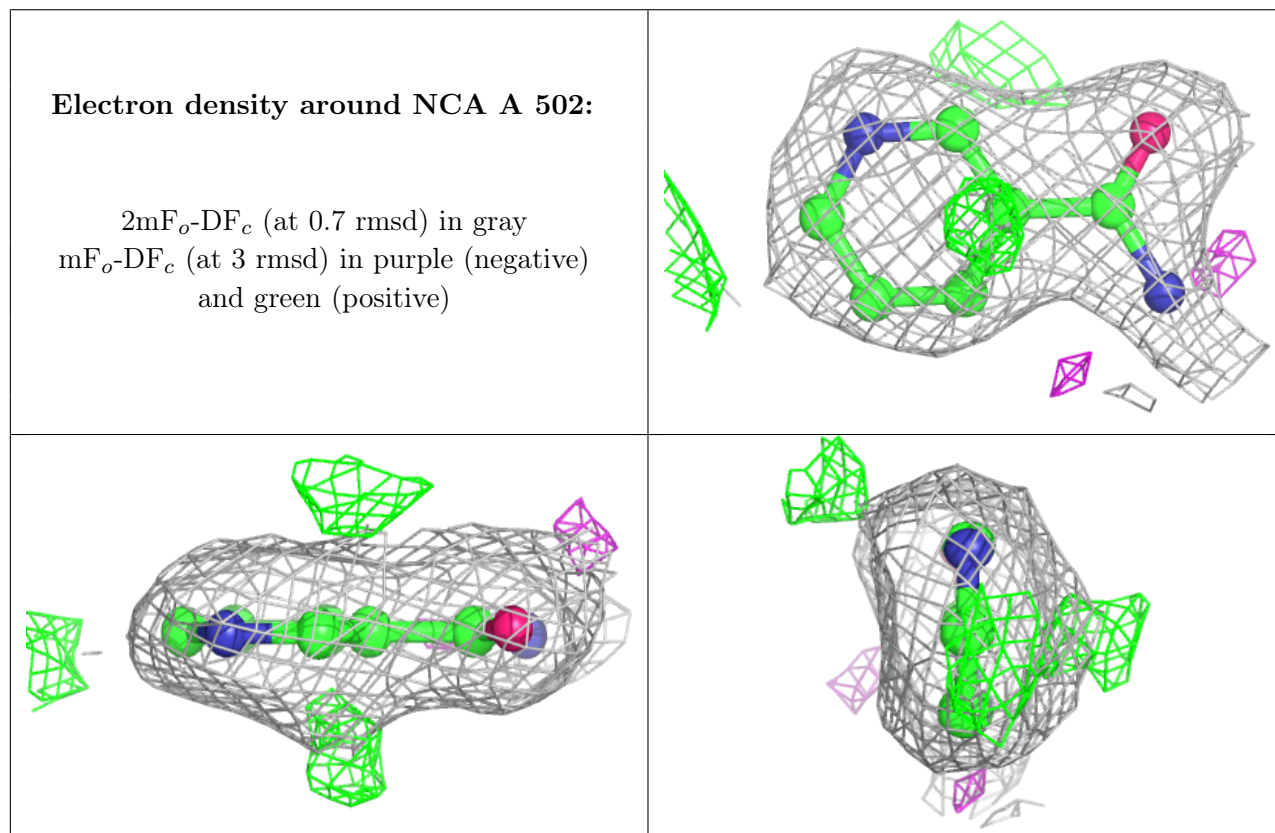 Electron density around NCA A 502:
2mFₒ-DF𝒸 (at 0.7 rmsd) in gray
mFₒ-DF𝒸 (at 3 rmsd) in purple (negative)
and green (positive)